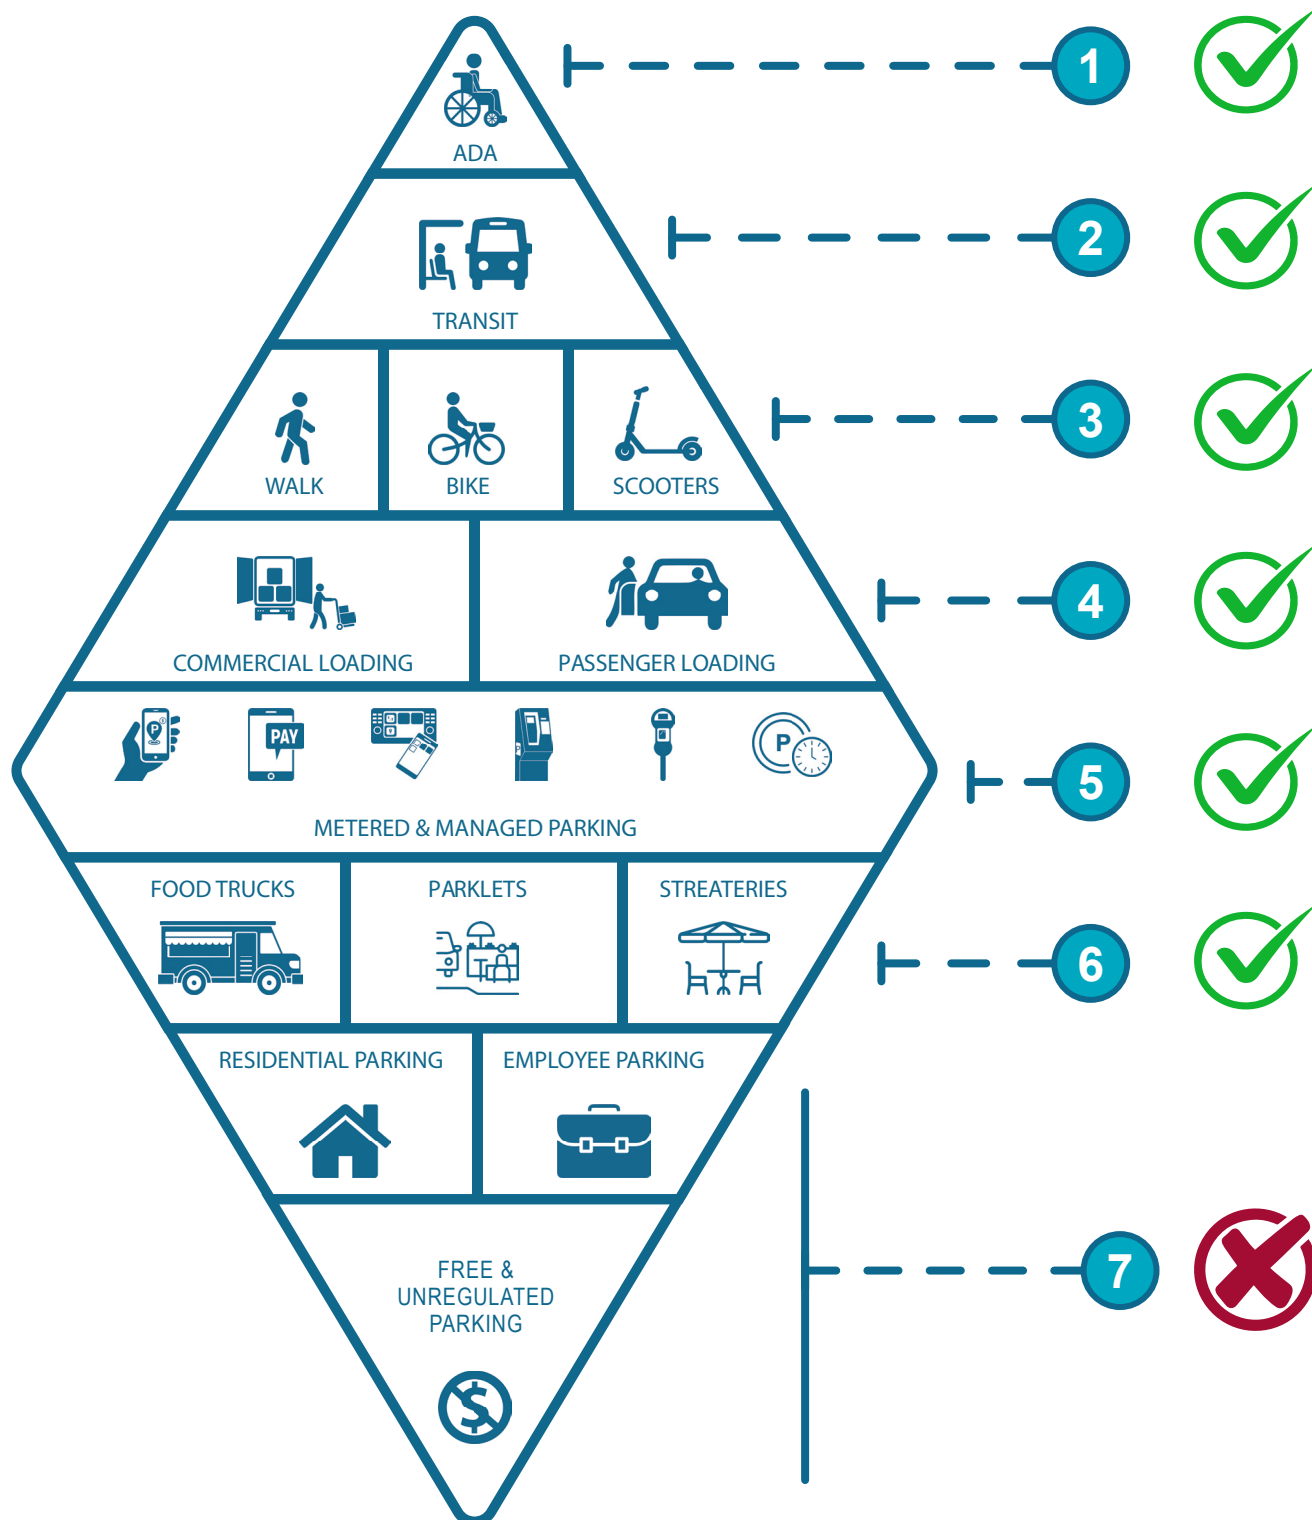 1
ADA
2
TRANSIT
3
WALK
BIKE
SCOOTERS
4
COMMERCIAL LOADING
PASSENGER LOADING
P
PAY
P
5
METERED & MANAGED PARKING
FOOD TRUCKS
PARKLETS
STREATERIES
6
RESIDENTIAL PARKING
EMPLOYEE PARKING
FREE &
UNREGULATED
PARKING
7
$